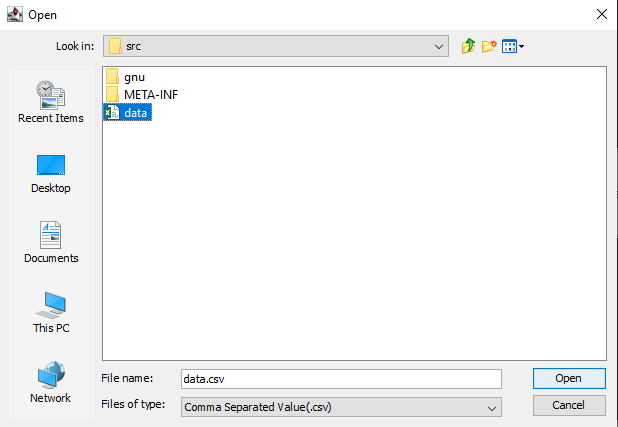 Open
Look in:
src
gnu
META-INF
data
Recent Items
Desktop
Documents
This PC
Network
File name:
data.csv
Open
Files of type:
Comma Separated Value(.csv)
Cancel